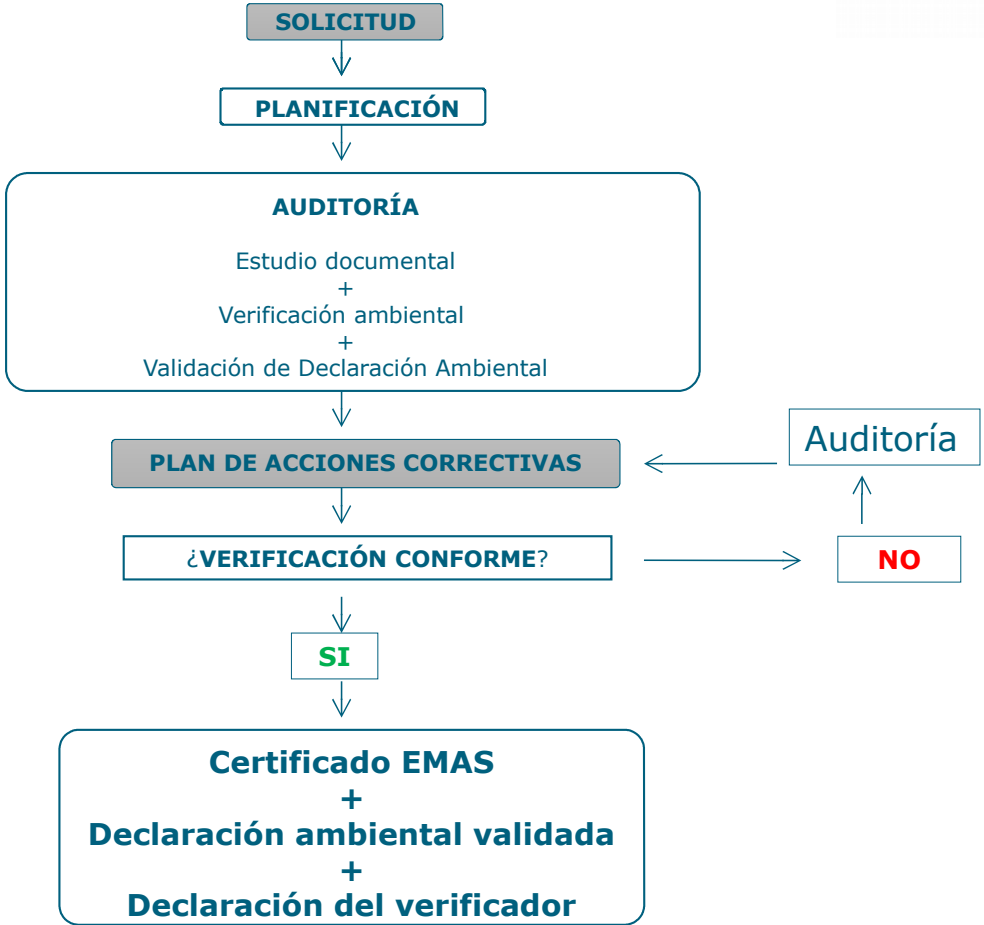 SOLICITUD
PLANIFICACIÓN
AUDITORÍA
Estudio documental
+
Verificación ambiental
+
Validación de Declaración Ambiental
Auditoría
PLAN DE ACCIONES CORRECTIVAS
¿VERIFICACIÓN CONFORME?
NO
SI
Certificado EMAS
+
Declaración ambiental validada
+
Declaración del verificador